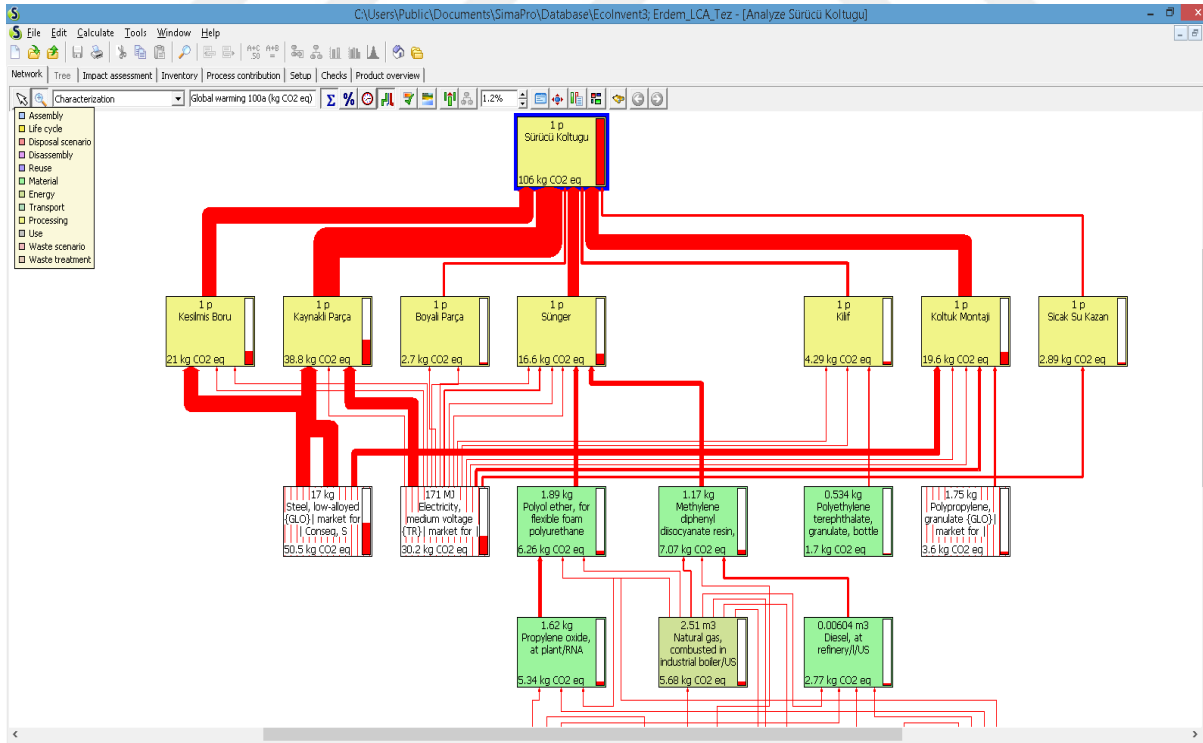 C:\Users\Public\Documents\SimaPro\Database\EcoInvent3; Erdem_LCA_Tez - [Analyze Sürücü Koltugu]
File Edit Calculate Tools Window Help
Network Tree Impact assessment Inventory Process contribution Setup Checks Product overview
Characterization Global warming 100a (kg CO2 eq) Σ % 1.2%
Assembly
Life cycle
Disposal scenario
Disassembly
Reuse
Material
Energy
Transport
Processing
Use
Waste scenario
Waste treatment
1 p
Sürücü Koltugu
106 kg CO2 eq
1 p
Kesilmis Boru
21 kg CO2 eq
1 p
Kaynakli Parça
38.8 kg CO2 eq
1 p
Boyali Parça
2.7 kg CO2 eq
1 p
Sünger
16.6 kg CO2 eq
1 p
Kilif
4.29 kg CO2 eq
1 p
Koltuk Montaji
19.6 kg CO2 eq
1 p
Sicak Su Kazan
2.89 kg CO2 eq
17 kg
Steel, low-alloyed
{GLO}| market for
| Conseq, S
50.5 kg CO2 eq
171 MJ
Electricity,
medium voltage
{TR}| market for |
30.2 kg CO2 eq
1.89 kg
Polyol ether, for
flexible foam
polyurethane
6.26 kg CO2 eq
1.17 kg
Methylene
diphenyl
diisocyanate resin,
7.07 kg CO2 eq
0.534 kg
Polyethylene
terephthalate,
granulate, bottle
1.7 kg CO2 eq
1.75 kg
Polypropylene,
granulate {GLO}|
market for |
3.6 kg CO2 eq
1.62 kg
Propylene oxide,
at plant/RNA
5.34 kg CO2 eq
2.51 m3
Natural gas,
combusted in
industrial boiler/US
5.68 kg CO2 eq
0.00604 m3
Diesel, at
refinery/l/US
2.77 kg CO2 eq